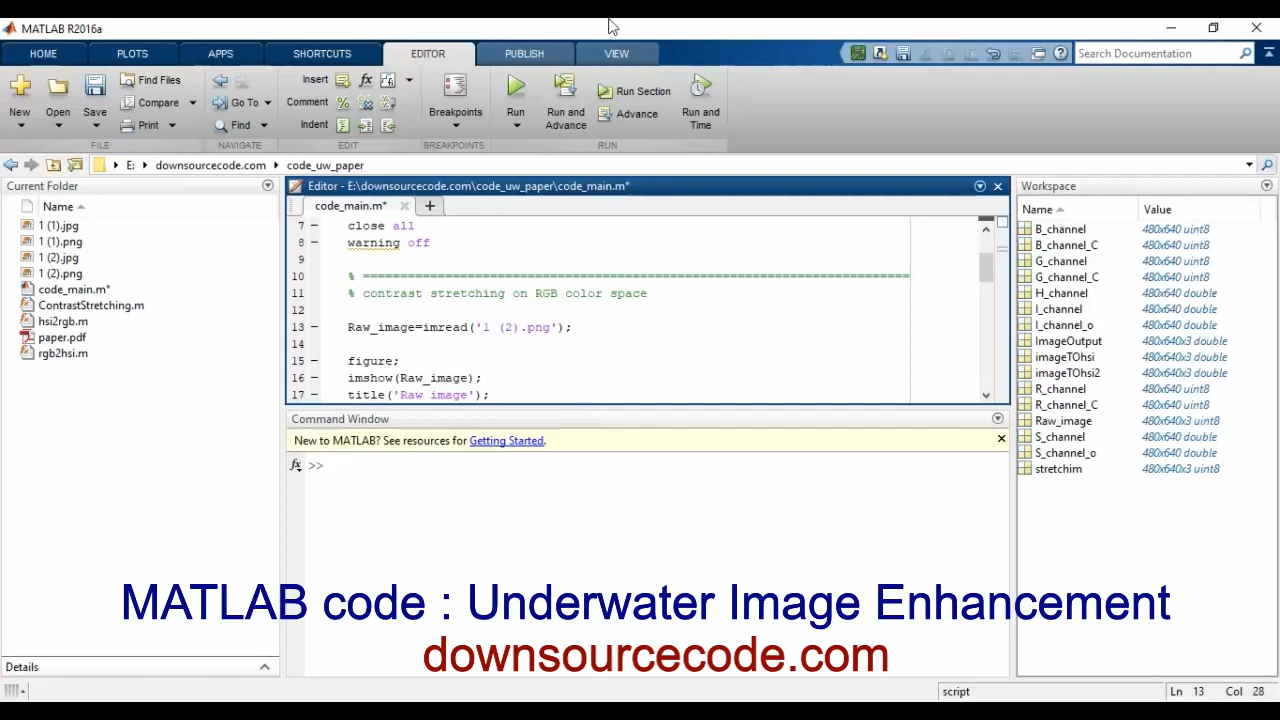 MATLAB R2016a
HOME PLOTS APPS SHORTCUTS EDITOR PUBLISH VIEW Search Documentation
New Open Save Find Files Compare Print
Go To Find
Insert Comment Indent
Breakpoints
Run Run and Advance Run Section Advance Run and Time
FILE NAVIGATE EDIT BREAKPOINTS RUN
E: downsourcecode.com code_uw_paper
Current Folder
Name
1 (1).jpg
1 (1).png
1 (2).jpg
1 (2).png
code_main.m*
ContrastStretching.m
hsi2rgb.m
paper.pdf
rgb2hsi.m
Details
Editor - E:\downsourcecode.com\code_uw_paper\code_main.m*
code_main.m*
7 – close all
8 – warning off
9
10 % =========================================================================
11 % contrast stretching on RGB color space
12
13 – Raw_image=imread('1 (2).png');
14
15 – figure;
16 – imshow(Raw_image);
17 – title('Raw image');
Command Window
New to MATLAB? See resources for Getting Started.
fx >>
Workspace
Name Value
B_channel 480x640 uint8
B_channel_C 480x640 uint8
G_channel 480x640 uint8
G_channel_C 480x640 uint8
H_channel 480x640 double
I_channel 480x640 double
I_channel_o 480x640 double
ImageOutput 480x640x3 double
imageTOhsi 480x640x3 double
imageTOhsi2 480x640x3 double
R_channel 480x640 uint8
R_channel_C 480x640 uint8
Raw_image 480x640x3 uint8
S_channel 480x640 double
S_channel_o 480x640 double
stretchim 480x640x3 uint8
MATLAB code : Underwater Image Enhancement
downsourcecode.com
script Ln 13 Col 28